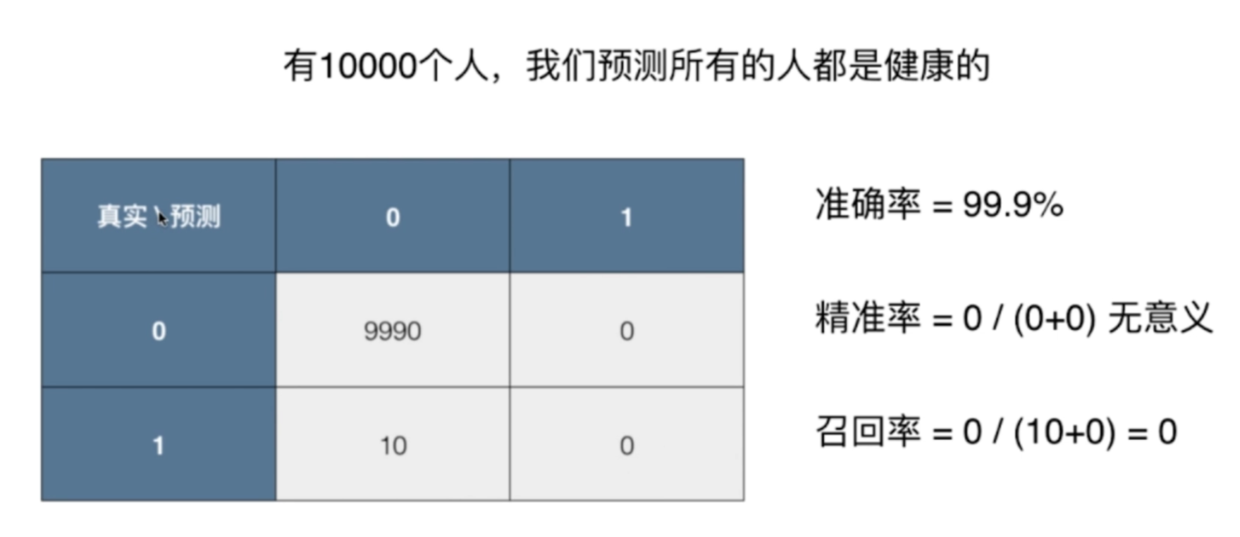 有10000个人，我们预测所有的人都是健康的
真实 \ 预测 0 1
0 9990 0
1 10 0
准确率 = 99.9%
精准率 = 0 / (0+0) 无意义
召回率 = 0 / (10+0) = 0